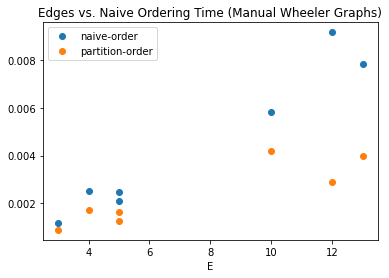 Edges vs. Naive Ordering Time (Manual Wheeler Graphs)
naive-order
partition-order
0.008
0.006
0.004
0.002
4 6 8 10 12
E